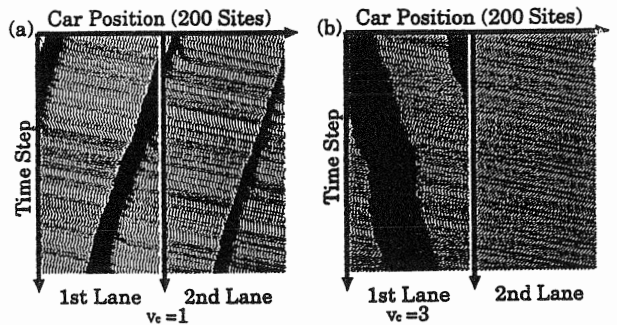 (a) Car Position (200 Sites)
Time Step
1st Lane 2nd Lane
vc=1
(b) Car Position (200 Sites)
Time Step
1st Lane 2nd Lane
vc=3